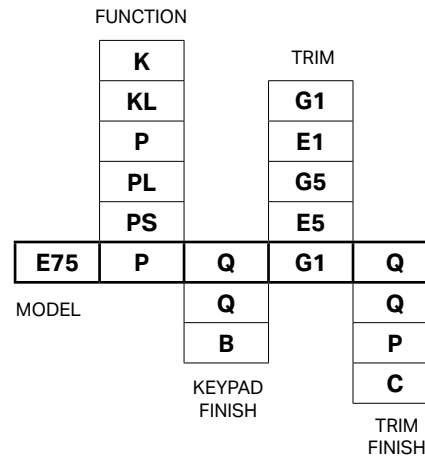 FUNCTION
K
TRIM
KL
G1
P
E1
PL
G5
PS
E5
E75 P Q G1 Q
MODEL
Q
Q
B
P
KEYPAD
FINISH
C
TRIM
FINISH